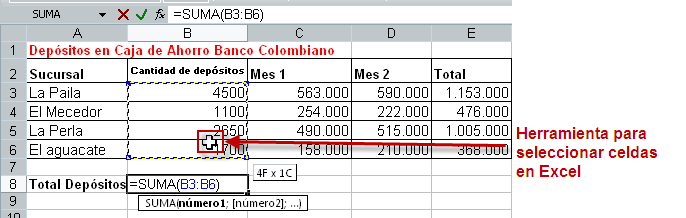 SUMA =SUMA(B3:B6)
A B C D E
1 Depósitos en Caja de Ahorro Banco Colombiano
2 Sucursal Cantidad de depósitos Mes 1 Mes 2 Total
3 La Paila 4500 563.000 590.000 1.153.000
4 El Mecedor 1100 254.000 222.000 476.000
5 La Perla 2650 490.000 515.000 1.005.000
6 El aguacate 700 158.000 210.000 368.000
Herramienta para
seleccionar celdas
en Excel
7
4F x 1C
8 Total Depósitos =SUMA(B3:B6)
9 SUMA(número1; [número2]; ...)
10